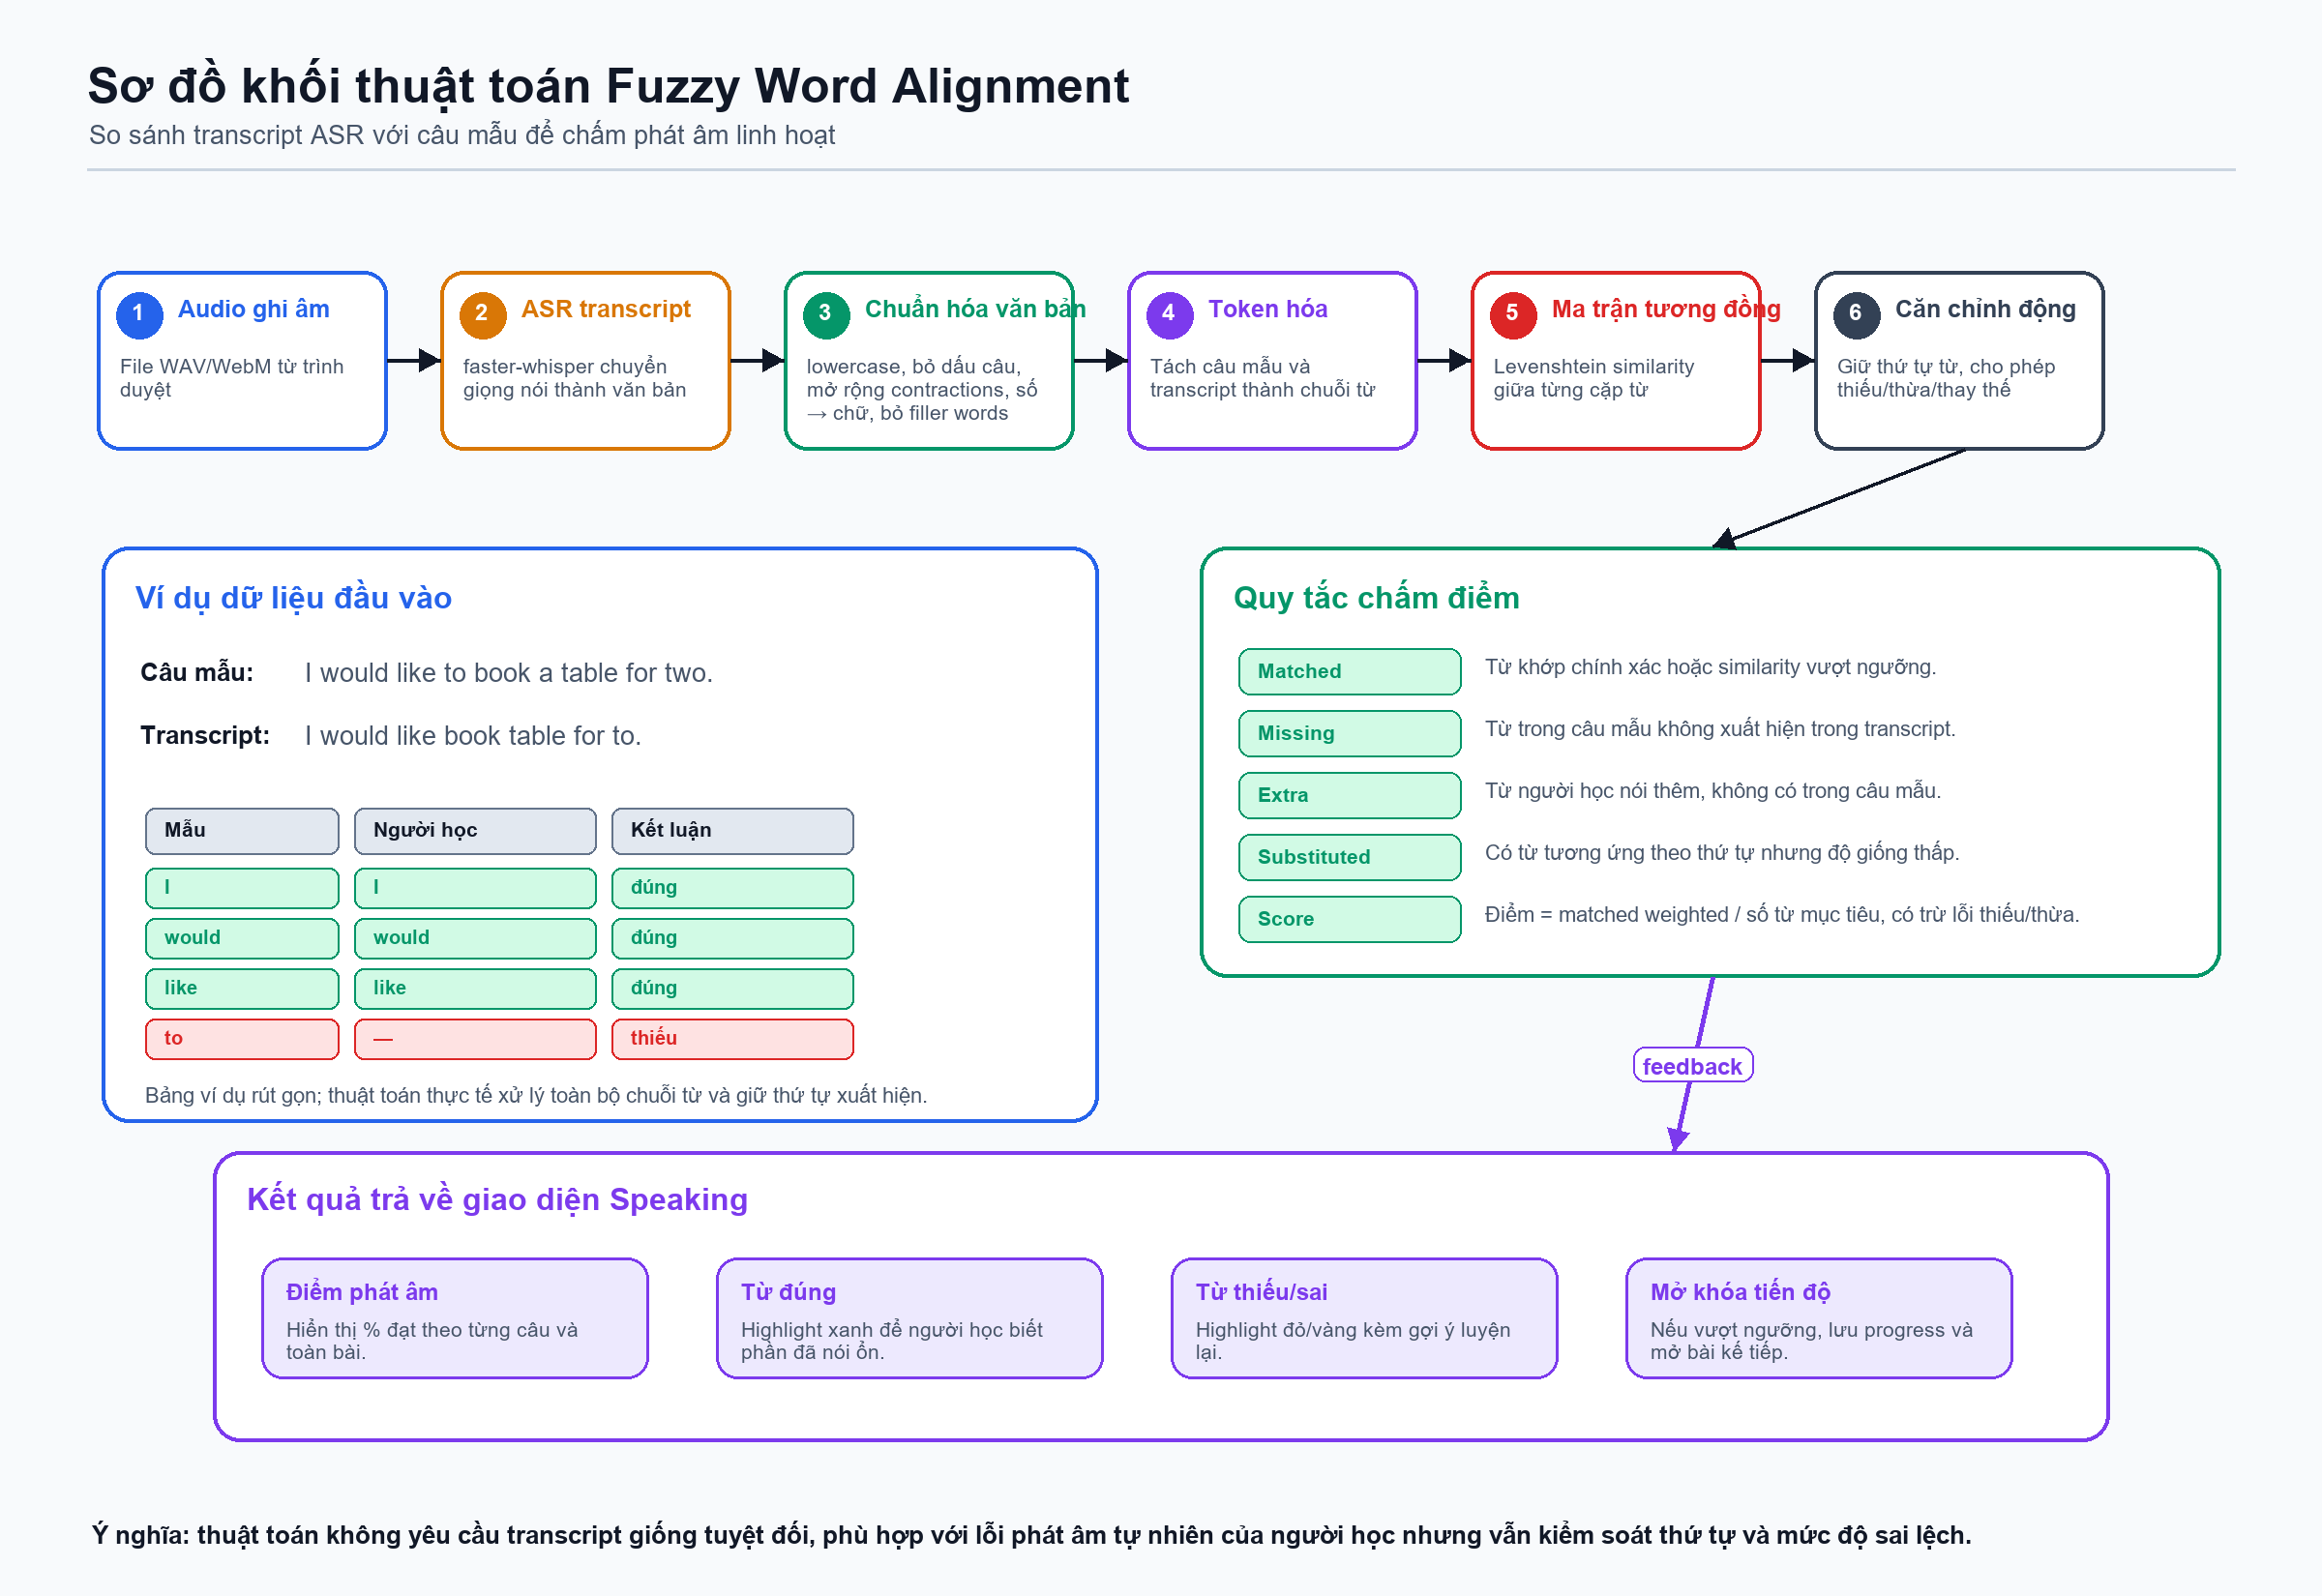 Sơ đồ khối thuật toán Fuzzy Word Alignment
So sánh transcript ASR với câu mẫu để chấm phát âm linh hoạt
1 Audio ghi âm
File WAV/WebM từ trình
duyệt
2 ASR transcript
faster-whisper chuyển
giọng nói thành văn bản
3 Chuẩn hóa văn bản
lowercase, bỏ dấu câu,
mở rộng contractions, số
→ chữ, bỏ filler words
4 Token hóa
Tách câu mẫu và
transcript thành chuỗi từ
5 Ma trận tương đồng
Levenshtein similarity
giữa từng cặp từ
6 Căn chỉnh động
Giữ thứ tự từ, cho phép
thiếu/thừa/thay thế
Ví dụ dữ liệu đầu vào
Câu mẫu: I would like to book a table for two.
Transcript: I would like book table for to.
Mẫu Người học Kết luận
I I đúng
would would đúng
like like đúng
to — thiếu
Bảng ví dụ rút gọn; thuật toán thực tế xử lý toàn bộ chuỗi từ và giữ thứ tự xuất hiện.
Quy tắc chấm điểm
Matched Từ khớp chính xác hoặc similarity vượt ngưỡng.
Missing Từ trong câu mẫu không xuất hiện trong transcript.
Extra Từ người học nói thêm, không có trong câu mẫu.
Substituted Có từ tương ứng theo thứ tự nhưng độ giống thấp.
Score Điểm = matched weighted / số từ mục tiêu, có trừ lỗi thiếu/thừa.
feedback
Kết quả trả về giao diện Speaking
Điểm phát âm
Hiển thị % đạt theo từng câu và
toàn bài.
Từ đúng
Highlight xanh để người học biết
phần đã nói ổn.
Từ thiếu/sai
Highlight đỏ/vàng kèm gợi ý luyện
lại.
Mở khóa tiến độ
Nếu vượt ngưỡng, lưu progress và
mở bài kế tiếp.
Ý nghĩa: thuật toán không yêu cầu transcript giống tuyệt đối, phù hợp với lỗi phát âm tự nhiên của người học nhưng vẫn kiểm soát thứ tự và mức độ sai lệch.